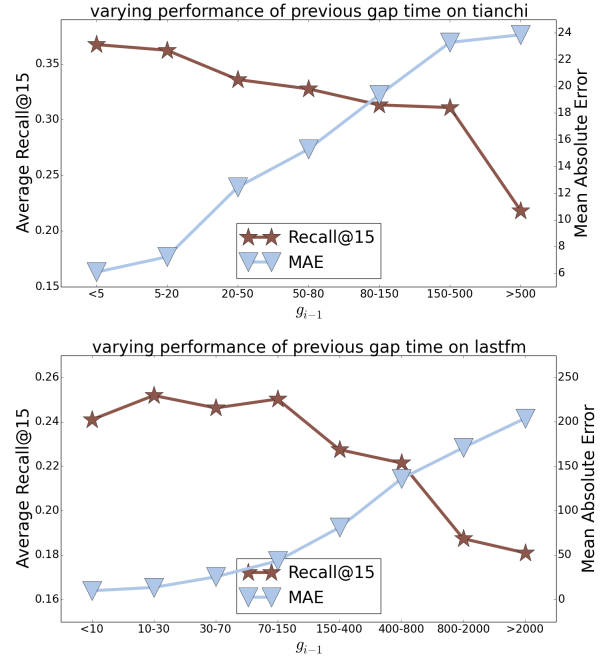 varying performance of previous gap time on tianchi
Average Recall@15
0.35
0.30
0.25
0.20
0.15
24
22
20
18
16
14
12
10
8
6
Mean Absolute Error
Recall@15
MAE
<5 5-20 20-50 50-80 80-150 150-500 >500
g_{i−1}
varying performance of previous gap time on lastfm
Average Recall@15
0.26
0.24
0.22
0.20
0.18
0.16
250
200
150
100
50
0
Mean Absolute Error
Recall@15
MAE
<10 10-30 30-70 70-150 150-400 400-800 800-2000 >2000
g_{i−1}